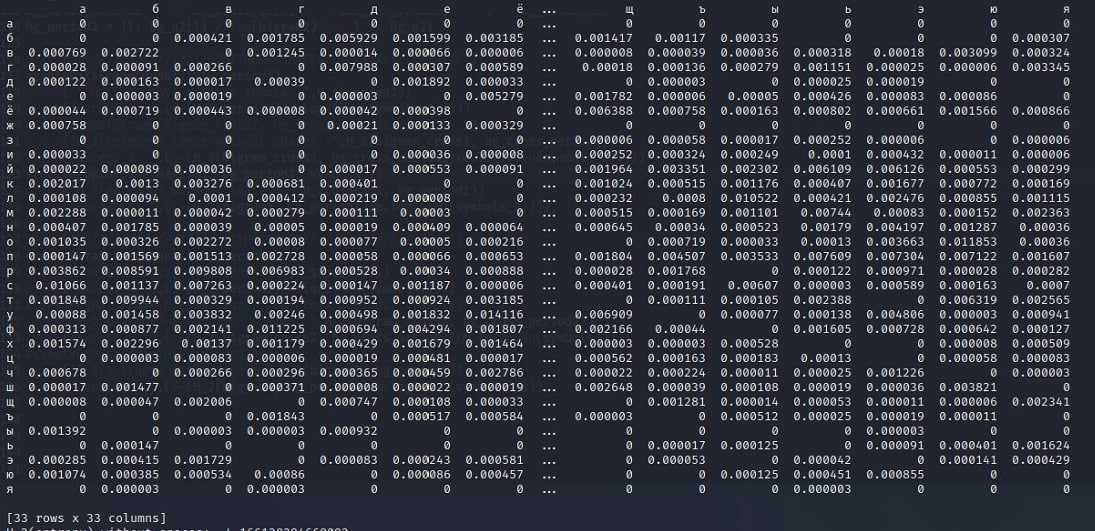 а б в г д е ё ... щ ъ ы ь э ю я
а 0 0 0 0 0 0 0 ... 0 0 0 0 0 0 0
б 0 0 0.000421 0.001785 0.005929 0.001599 0.003185 ... 0.001417 0.00117 0.000335 0 0 0 0.000307
в 0.000769 0.002722 0 0.001245 0.000014 0.000066 0.000006 ... 0.000008 0.000039 0.000036 0.000318 0.00018 0.003099 0.000324
г 0.000028 0.000091 0.000266 0 0.007988 0.000307 0.000589 ... 0.00018 0.000136 0.000279 0.001151 0.000025 0.000006 0.003345
д 0.000122 0.000163 0.000017 0.00039 0 0.001892 0.000033 ... 0 0.000003 0 0.000025 0.000019 0 0
е 0 0.000003 0.000019 0 0.000003 0 0.005279 ... 0.001782 0.000006 0.00005 0.000426 0.000083 0.000086 0
ё 0.000044 0.000719 0.000443 0.000008 0.000042 0.000398 0 ... 0.006388 0.000758 0.000163 0.000802 0.000661 0.001566 0.000866
ж 0.000758 0 0 0 0.00021 0.000133 0.000329 ... 0 0 0 0 0 0 0
з 0 0 0 0 0 0 0 ... 0.000006 0.000058 0.000017 0.000252 0.000006 0 0.000006
и 0.000033 0 0 0 0 0.000036 0.000008 ... 0.000252 0.000324 0.000249 0.0001 0.000432 0.000011 0.000006
й 0.000022 0.000089 0.000036 0 0.000017 0.000553 0.000091 ... 0.001964 0.003351 0.002302 0.006109 0.006126 0.000553 0.000299
к 0.002017 0.0013 0.003276 0.000681 0.000401 0 0 ... 0.001024 0.000515 0.001176 0.000407 0.001677 0.000772 0.000169
л 0.000108 0.000094 0.0001 0.000412 0.000219 0.000008 0 ... 0.000232 0.0008 0.010522 0.000421 0.002476 0.000855 0.001115
м 0.002288 0.000011 0.000042 0.000279 0.000111 0.00003 0 ... 0.000515 0.000169 0.001101 0.00744 0.00083 0.000152 0.002363
н 0.000407 0.001785 0.000039 0.00005 0.000019 0.000409 0.000064 ... 0.000645 0.00034 0.000523 0.00179 0.004197 0.001287 0.00036
о 0.001035 0.000326 0.002272 0.00008 0.000077 0.00005 0.000216 ... 0 0.000719 0.000033 0.00013 0.003663 0.011853 0.00036
п 0.000147 0.001569 0.001513 0.002728 0.000058 0.000066 0.000653 ... 0.001804 0.004507 0.003533 0.007609 0.007304 0.007122 0.001607
р 0.003862 0.008591 0.009808 0.006983 0.000528 0.00034 0.000888 ... 0.000028 0.001768 0 0.000122 0.000971 0.000028 0.000282
с 0.01066 0.001137 0.007263 0.000224 0.000147 0.001187 0.000006 ... 0.000401 0.000191 0.00607 0.000003 0.000589 0.000163 0.0007
т 0.001848 0.009944 0.000329 0.000194 0.000952 0.000924 0.003185 ... 0 0.000111 0.000105 0.002388 0 0.006319 0.002565
у 0.00088 0.001458 0.003832 0.00246 0.000498 0.001832 0.014116 ... 0.006909 0 0.000077 0.000138 0.004806 0.000003 0.000941
ф 0.000313 0.000877 0.002141 0.011225 0.000694 0.004294 0.001807 ... 0.002166 0.00044 0 0.001605 0.000728 0.000642 0.000127
х 0.001574 0.002296 0.00137 0.001179 0.000429 0.001679 0.001464 ... 0.000003 0.000003 0.000528 0 0 0.000008 0.000509
ц 0 0.000003 0.000083 0.000006 0.000019 0.000481 0.000017 ... 0.000562 0.000163 0.000183 0.00013 0 0.000058 0.000083
ч 0.000678 0 0.000266 0.000296 0.000365 0.000459 0.002786 ... 0.000022 0.000224 0.000011 0.000025 0.001226 0 0.000003
ш 0.000017 0.001477 0 0.000371 0.000008 0.000022 0.000019 ... 0.002648 0.000039 0.000108 0.000019 0.000036 0.003821 0
щ 0.000008 0.000047 0.002006 0 0.000747 0.000108 0.000033 ... 0 0.001281 0.000014 0.000053 0.000011 0.000006 0.002341
ъ 0 0 0 0.001843 0 0.000517 0.000584 ... 0.000003 0 0.000512 0.000025 0.000019 0.000011 0
ы 0.001392 0 0.000003 0.000003 0.000932 0 0 ... 0 0 0 0 0.000003 0 0
ь 0 0.000147 0 0 0 0 0 ... 0 0.000017 0.000125 0 0.000091 0.000401 0.001624
э 0.000285 0.000415 0.001729 0 0.000083 0.000243 0.000581 ... 0 0.000053 0 0.000042 0 0.000141 0.000429
ю 0.001074 0.000385 0.000534 0.00086 0 0.000086 0.000457 ... 0 0 0.000125 0.000451 0.000855 0 0
я 0 0.000003 0 0.000003 0 0 0 ... 0 0 0 0.000003 0 0 0
[33 rows x 33 columns]